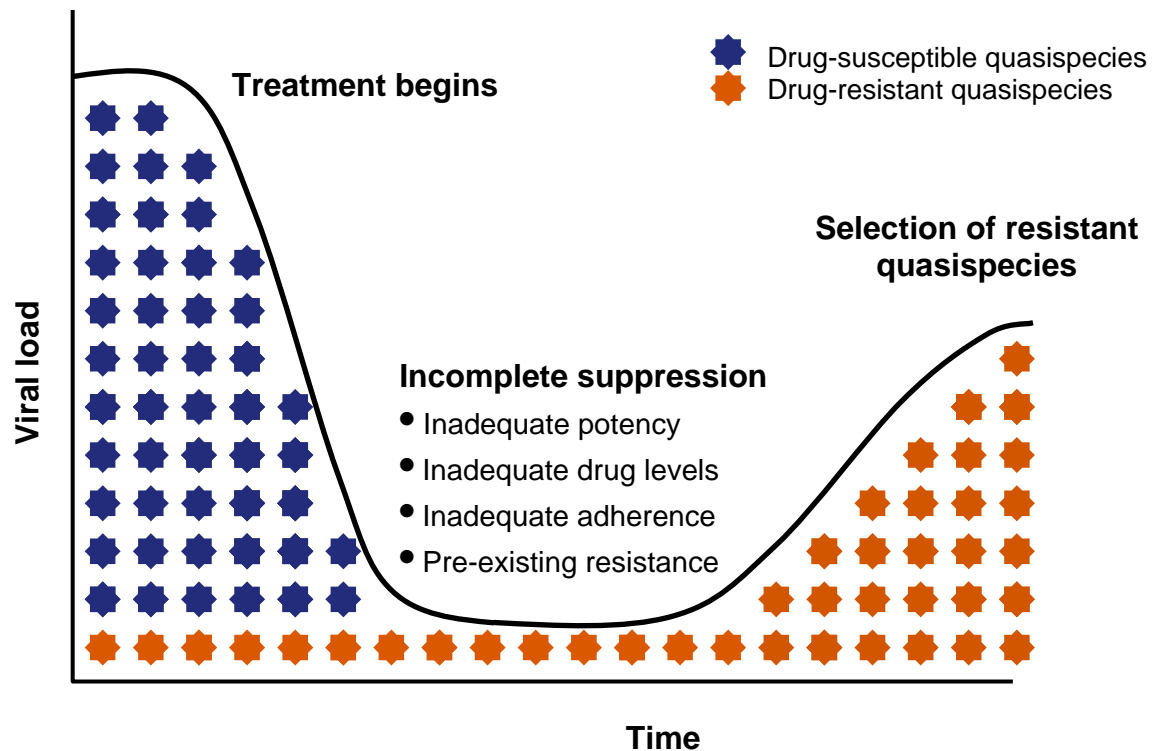 Drug-susceptible quasispecies
Drug-resistant quasispecies
Treatment begins
Selection of resistant
quasispecies
Viral load
Incomplete suppression
• Inadequate potency
• Inadequate drug levels
• Inadequate adherence
• Pre-existing resistance
Time